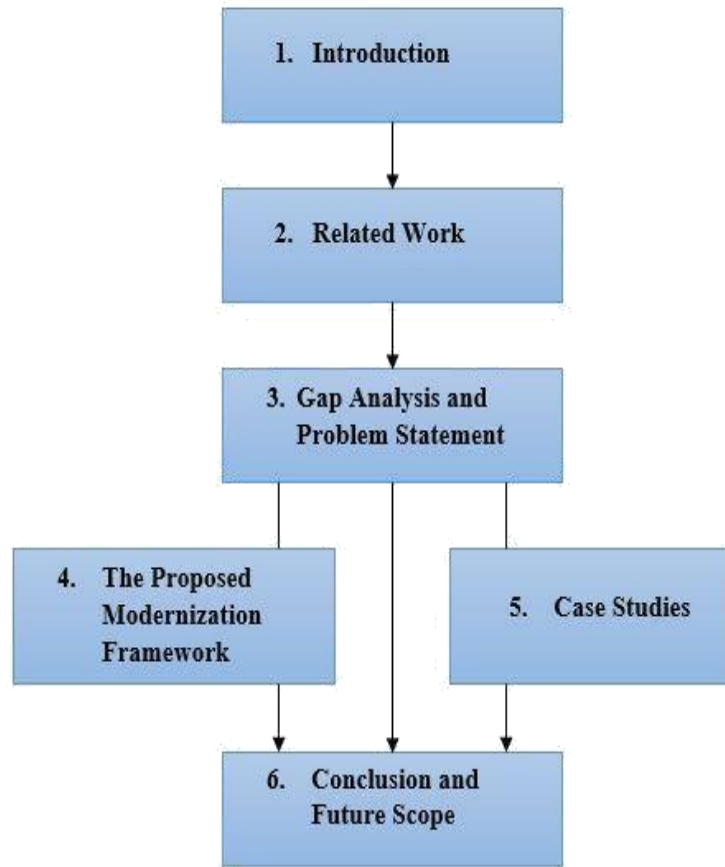 1. Introduction
2. Related Work
3. Gap Analysis and
Problem Statement
4. The Proposed
Modernization
Framework
5. Case Studies
6. Conclusion and
Future Scope